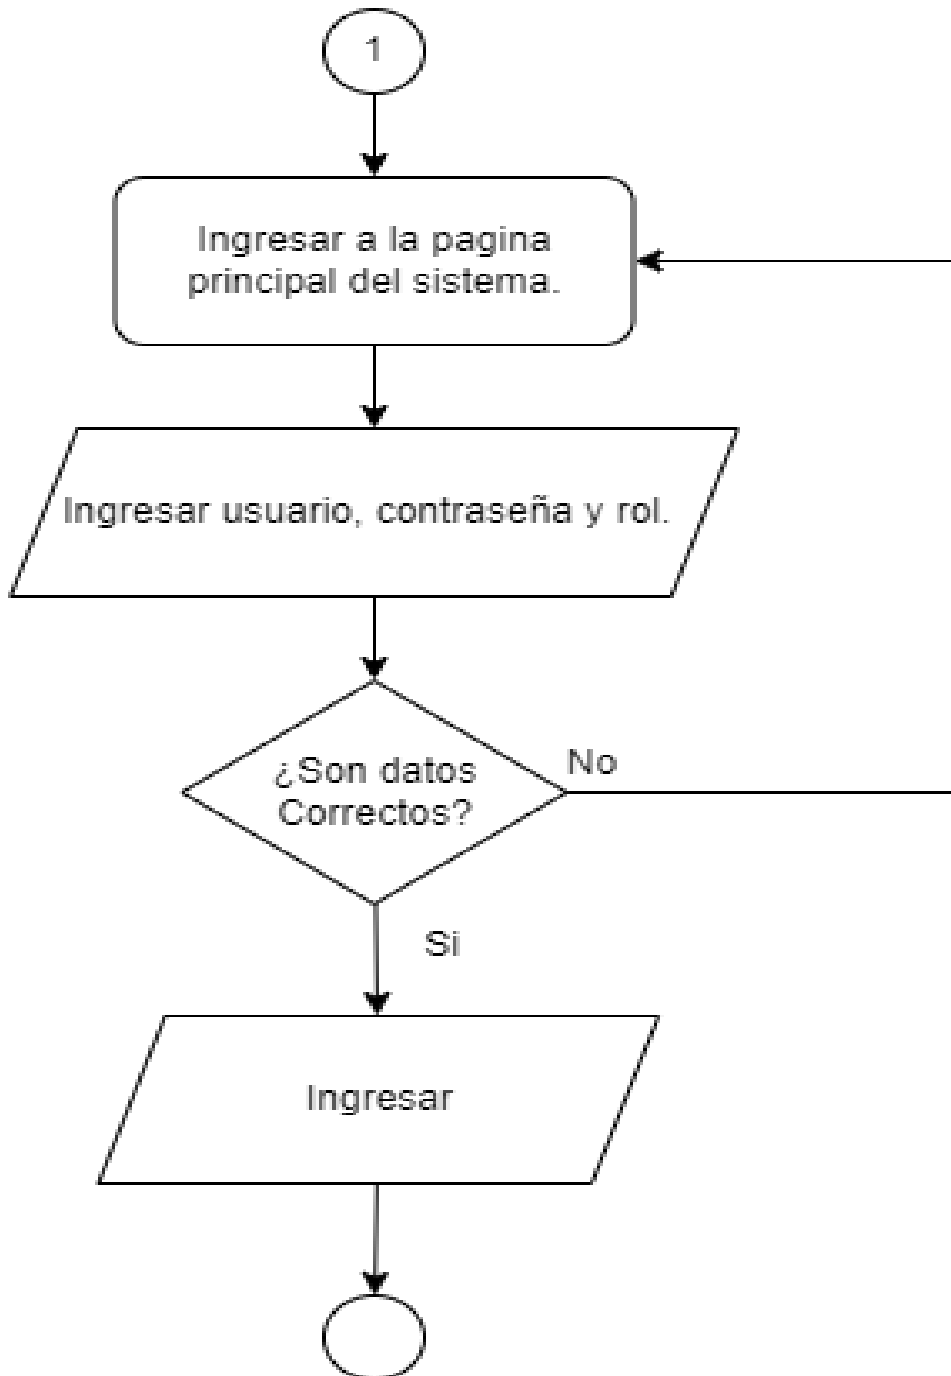 1
Ingresar a la pagina
principal del sistema.
Ingresar usuario, contraseña y rol.
¿Son datos
Correctos?
No
Si
Ingresar